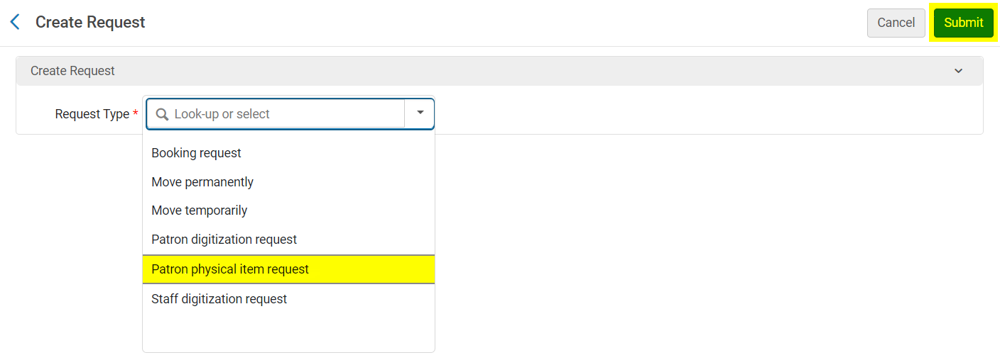 Create Request
Cancel
Submit
Create Request
Request Type *
Look-up or select
Booking request
Move permanently
Move temporarily
Patron digitization request
Patron physical item request
Staff digitization request